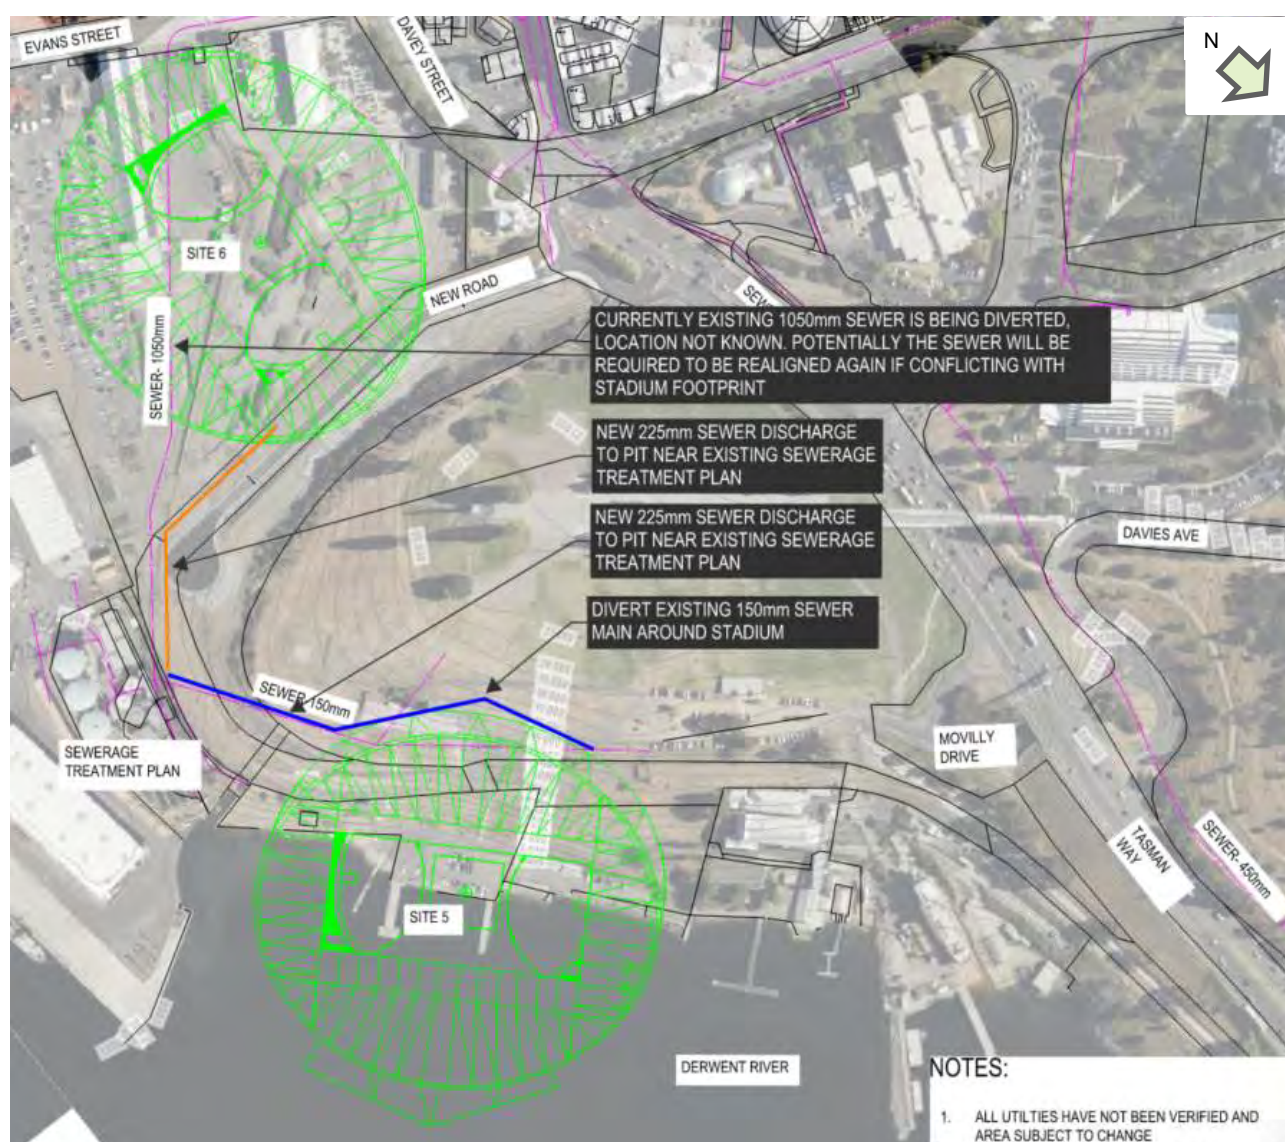 EVANS STREET
DAVEY STREET
N
SITE 6
NEW ROAD
SEWER- 1050mm
CURRENTLY EXISTING 1050mm SEWER IS BEING DIVERTED,
LOCATION NOT KNOWN. POTENTIALLY THE SEWER WILL BE
REQUIRED TO BE REALIGNED AGAIN IF CONFLICTING WITH
STADIUM FOOTPRINT
NEW 225mm SEWER DISCHARGE
TO PIT NEAR EXISTING SEWERAGE
TREATMENT PLAN
NEW 225mm SEWER DISCHARGE
TO PIT NEAR EXISTING SEWERAGE
TREATMENT PLAN
DAVIES AVE
DIVERT EXISTING 150mm SEWER
MAIN AROUND STADIUM
SEWER-150mm
SEWERAGE
TREATMENT PLAN
MOVILLY
DRIVE
TASMAN
WAY
SEWER- 450mm
SITE 5
DERWENT RIVER
NOTES:
1. ALL UTILTIES HAVE NOT BEEN VERIFIED AND
AREA SUBJECT TO CHANGE